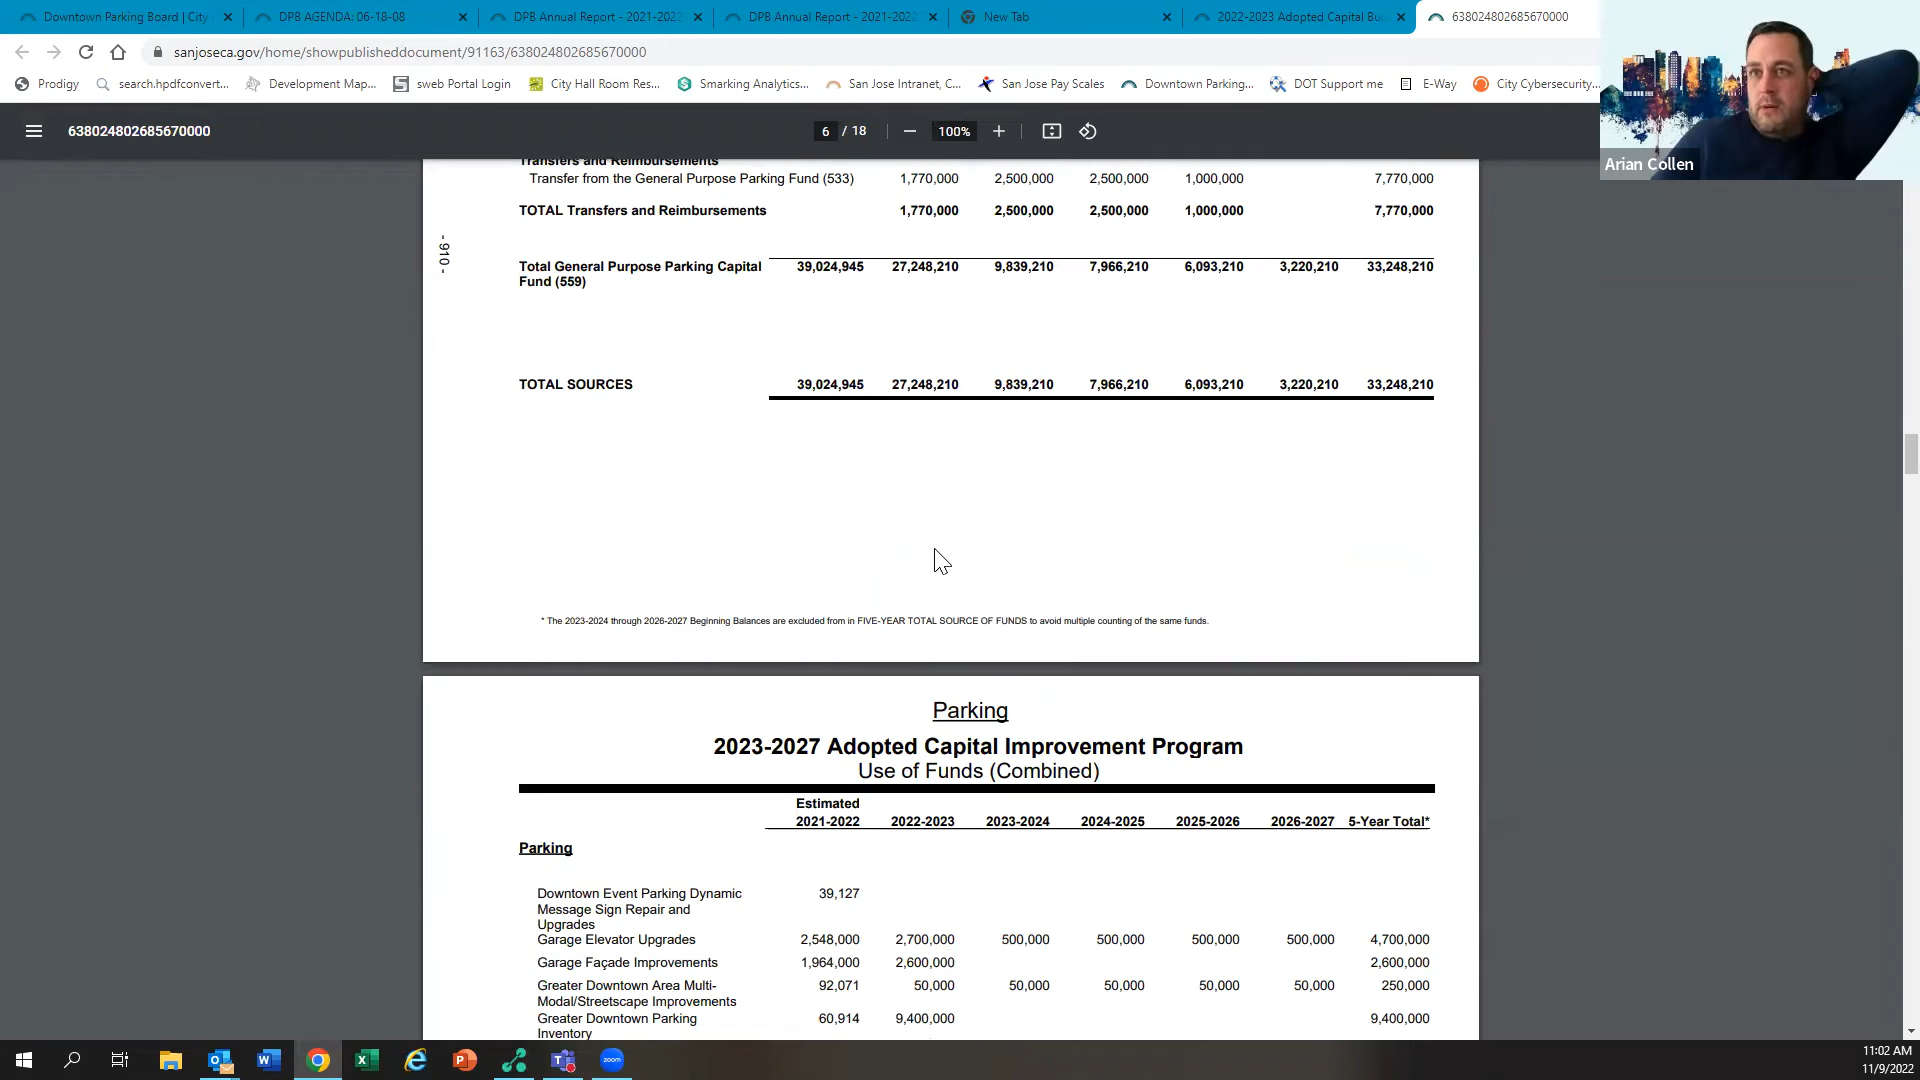 Downtown Parking Board | City
DPB AGENDA: 06-18-08
DPB Annual Report - 2021-2022
DPB Annual Report - 2021-2022
New Tab
2022-2023 Adopted Capital Bu
638024802685670000
sanjoseca.gov/home/showpublisheddocument/91163/638024802685670000
Prodigy
search.hpdfconvert...
Development Map...
sweb Portal Login
City Hall Room Res...
Smarking Analytics...
San Jose Intranet, C...
San Jose Pay Scales
Downtown Parking...
DOT Support me
E-Way
City Cybersecurity...
638024802685670000
6 / 18
100%
Arian Collen
Transfers and Reimbursements
Transfer from the General Purpose Parking Fund (533) 1,770,000 2,500,000 2,500,000 1,000,000 7,770,000
TOTAL Transfers and Reimbursements 1,770,000 2,500,000 2,500,000 1,000,000 7,770,000
- 910 -
Total General Purpose Parking Capital 39,024,945 27,248,210 9,839,210 7,966,210 6,093,210 3,220,210 33,248,210
Fund (559)
TOTAL SOURCES 39,024,945 27,248,210 9,839,210 7,966,210 6,093,210 3,220,210 33,248,210
* The 2023-2024 through 2026-2027 Beginning Balances are excluded from in FIVE-YEAR TOTAL SOURCE OF FUNDS to avoid multiple counting of the same funds.
Parking
2023-2027 Adopted Capital Improvement Program
Use of Funds (Combined)
Estimated
2021-2022 2022-2023 2023-2024 2024-2025 2025-2026 2026-2027 5-Year Total*
Parking
Downtown Event Parking Dynamic 39,127
Message Sign Repair and
Upgrades
Garage Elevator Upgrades 2,548,000 2,700,000 500,000 500,000 500,000 500,000 4,700,000
Garage Façade Improvements 1,964,000 2,600,000 2,600,000
Greater Downtown Area Multi- 92,071 50,000 50,000 50,000 50,000 50,000 250,000
Modal/Streetscape Improvements
Greater Downtown Parking 60,914 9,400,000 9,400,000
Inventory
zoom
11:02 AM
11/9/2022